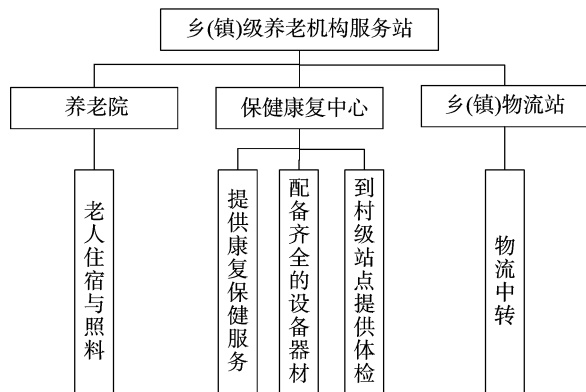 乡(镇)级养老机构服务站
养老院
保健康复中心
乡(镇)物流站
老人住宿与照料
提供康复保健服务
配备齐全的设备器材
到村级站点提供体检
物流中转